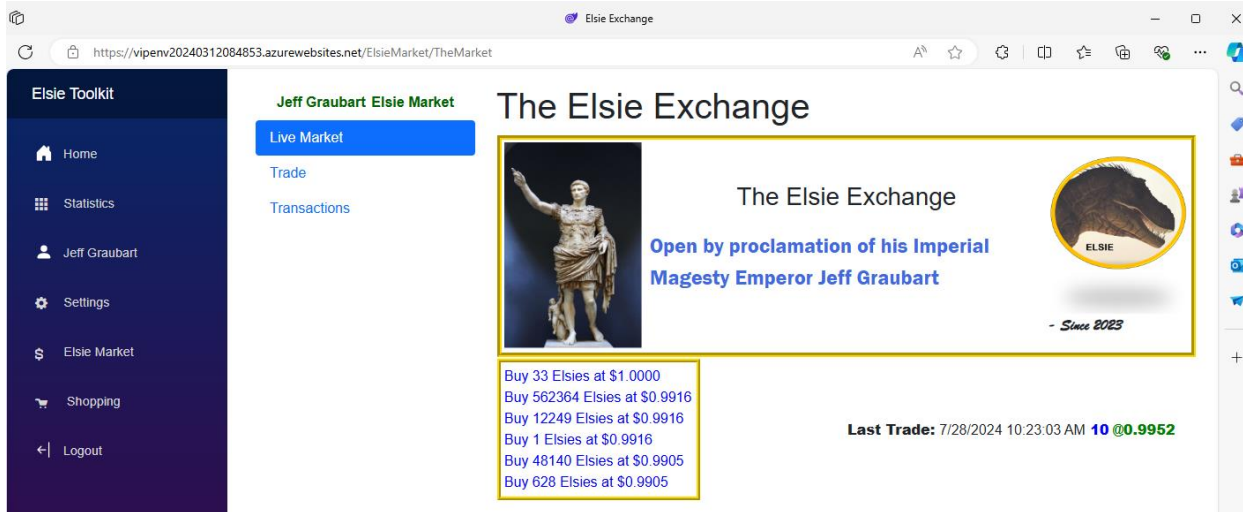 Elsie Exchange
https://vipenv20240312084853.azurewebsites.net/ElsieMarket/TheMarket
Elsie Toolkit
Home
Statistics
Jeff Graubart
Settings
Elsie Market
Shopping
Logout
Jeff Graubart Elsie Market
Live Market
Trade
Transactions
The Elsie Exchange
The Elsie Exchange
Open by proclamation of his Imperial
Magesty Emperor Jeff Graubart
ELSIE
- Since 2023
Buy 33 Elsies at $1.0000
Buy 562364 Elsies at $0.9916
Buy 12249 Elsies at $0.9916
Buy 1 Elsies at $0.9916
Buy 48140 Elsies at $0.9905
Buy 628 Elsies at $0.9905
Last Trade: 7/28/2024 10:23:03 AM 10 @0.9952